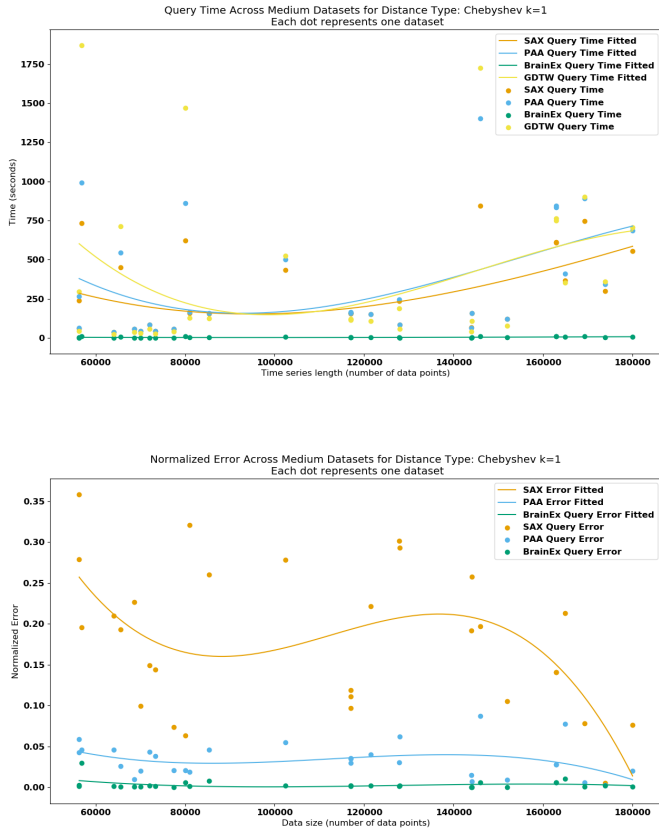 Query Time Across Medium Datasets for Distance Type: Chebyshev k=1
Each dot represents one dataset
SAX Query Time Fitted
PAA Query Time Fitted
BrainEx Query Time Fitted
GDTW Query Time Fitted
SAX Query Time
PAA Query Time
BrainEx Query Time
GDTW Query Time
Time (seconds)
1750
1500
1250
1000
750
500
250
0
60000 80000 100000 120000 140000 160000 180000
Time series length (number of data points)
Normalized Error Across Medium Datasets for Distance Type: Chebyshev k=1
Each dot represents one dataset
SAX Error Fitted
PAA Error Fitted
BrainEx Query Error Fitted
SAX Query Error
PAA Query Error
BrainEx Query Error
Normalized Error
0.35
0.30
0.25
0.20
0.15
0.10
0.05
0.00
60000 80000 100000 120000 140000 160000 180000
Data size (number of data points)